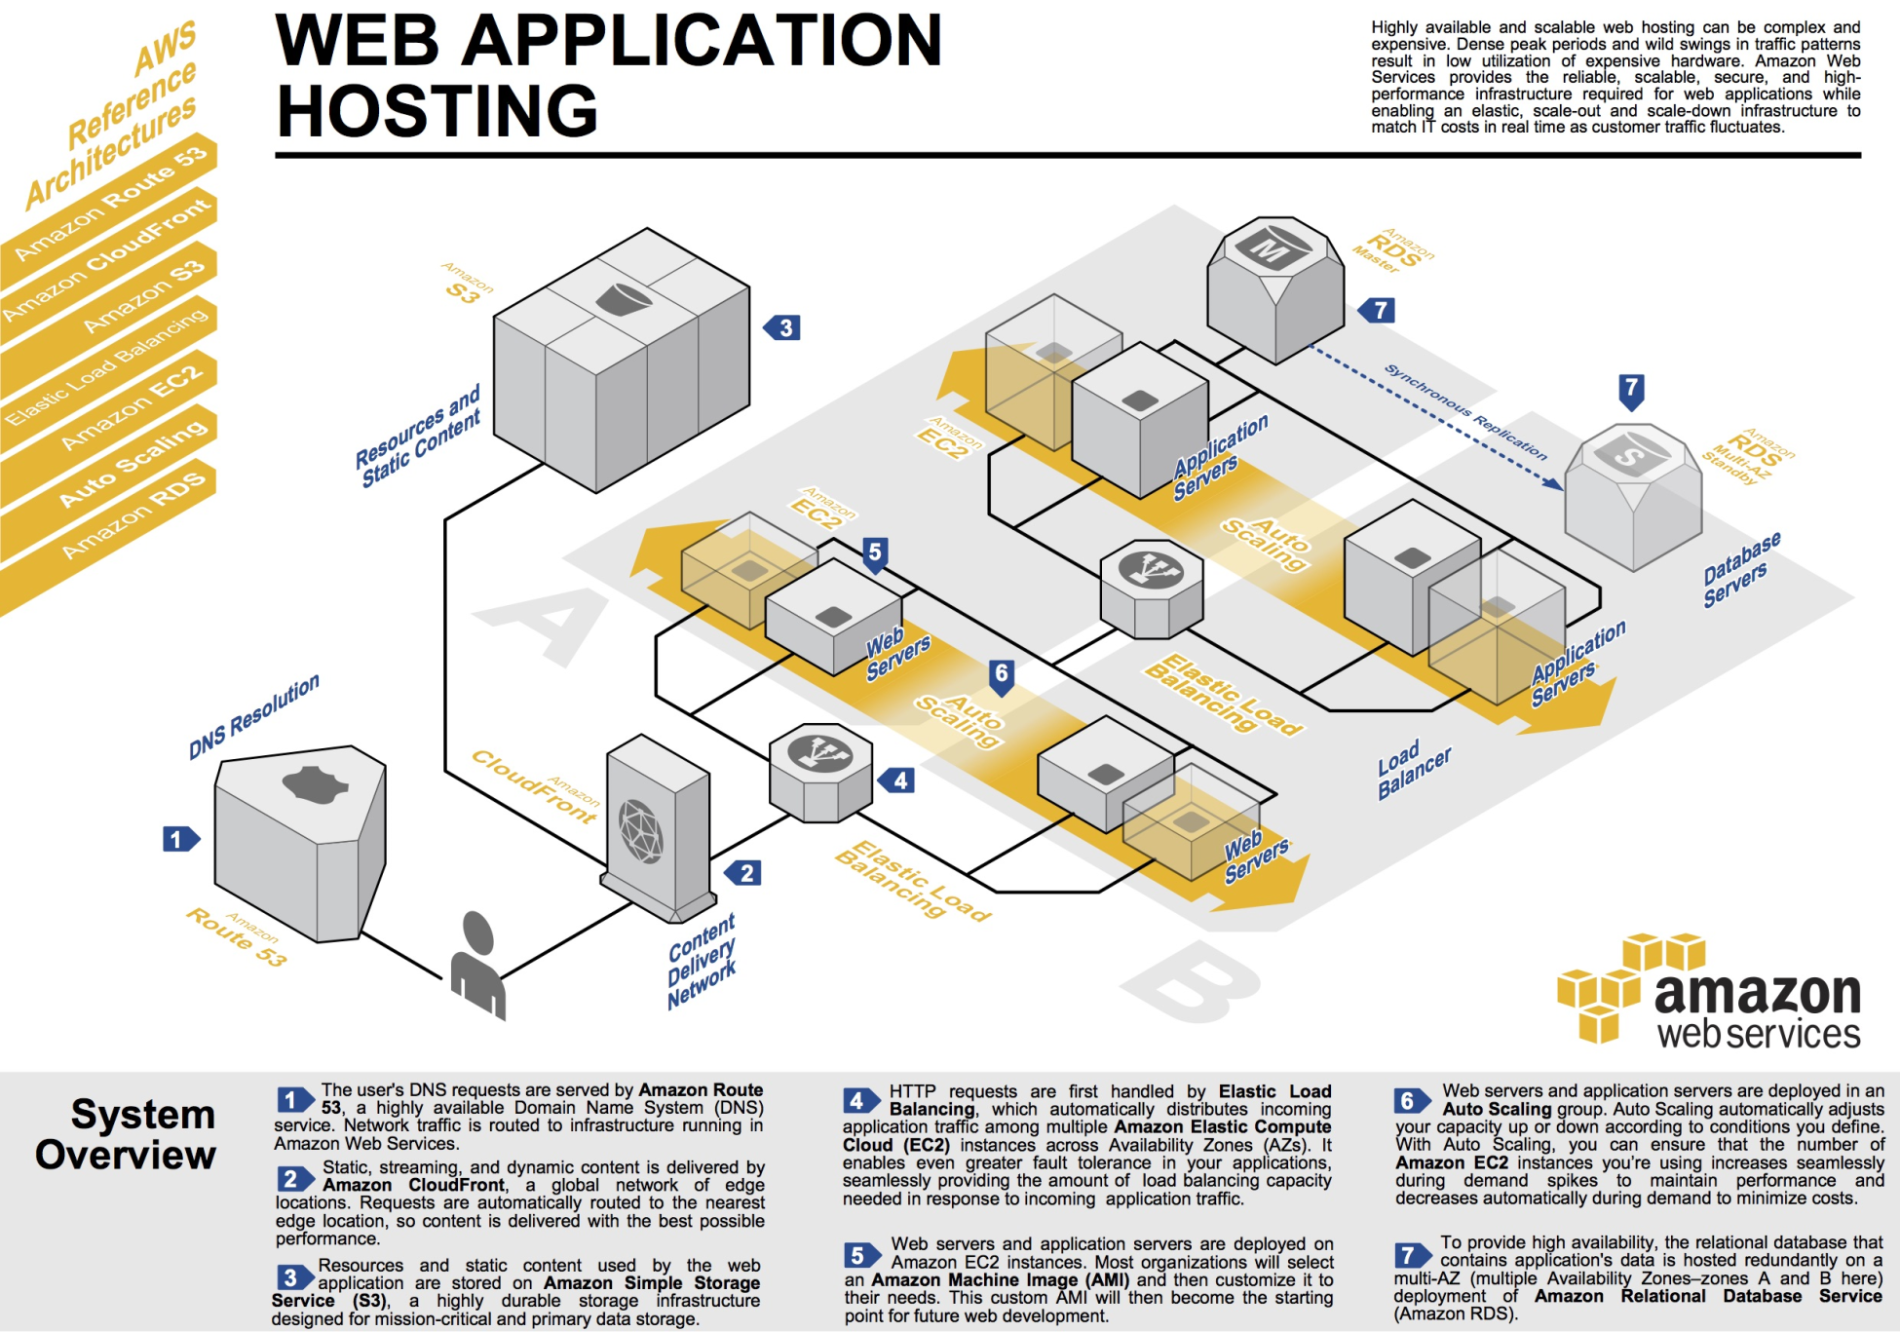 AWS
Reference
Architectures
Amazon Route 53
Amazon CloudFront
Amazon S3
Elastic Load Balancing
Amazon EC2
Auto Scaling
Amazon RDS
WEB APPLICATION
HOSTING
Highly available and scalable web hosting can be complex and
expensive. Dense peak periods and wild swings in traffic patterns
result in low utilization of expensive hardware. Amazon Web
Services provides the reliable, scalable, secure, and high-
performance infrastructure required for web applications while
enabling an elastic, scale-out and scale-down infrastructure to
match IT costs in real time as customer traffic fluctuates.
Amazon
S3
3
Resources and
Static Content
M
Amazon
RDS
Master
7
Synchronous Replication
7
S
Amazon
RDS
Multi-AZ
Standby
Database
Servers
Amazon
EC2
Application
Servers
Auto
Scaling
Application
Servers
Amazon
EC2
5
Web
Servers
6
Auto
Scaling
Elastic Load
Balancing
Load
Balancer
A
DNS Resolution
1
Amazon
Route 53
Amazon
CloudFront
2
Content
Delivery
Network
4
Elastic Load
Balancing
Web
Servers
B
amazon
web services
System
Overview
1 The user's DNS requests are served by Amazon Route
53, a highly available Domain Name System (DNS)
service. Network traffic is routed to infrastructure running in
Amazon Web Services.
2 Static, streaming, and dynamic content is delivered by
Amazon CloudFront, a global network of edge
locations. Requests are automatically routed to the nearest
edge location, so content is delivered with the best possible
performance.
3 Resources and static content used by the web
application are stored on Amazon Simple Storage
Service (S3), a highly durable storage infrastructure
designed for mission-critical and primary data storage.
4 HTTP requests are first handled by Elastic Load
Balancing, which automatically distributes incoming
application traffic among multiple Amazon Elastic Compute
Cloud (EC2) instances across Availability Zones (AZs). It
enables even greater fault tolerance in your applications,
seamlessly providing the amount of load balancing capacity
needed in response to incoming application traffic.
5 Web servers and application servers are deployed on
Amazon EC2 instances. Most organizations will select
an Amazon Machine Image (AMI) and then customize it to
their needs. This custom AMI will then become the starting
point for future web development.
6 Web servers and application servers are deployed in an
Auto Scaling group. Auto Scaling automatically adjusts
your capacity up or down according to conditions you define.
With Auto Scaling, you can ensure that the number of
Amazon EC2 instances you're using increases seamlessly
during demand spikes to maintain performance and
decreases automatically during demand to minimize costs.
7 To provide high availability, the relational database that
contains application's data is hosted redundantly on a
multi-AZ (multiple Availability Zones–zones A and B here)
deployment of Amazon Relational Database Service
(Amazon RDS).